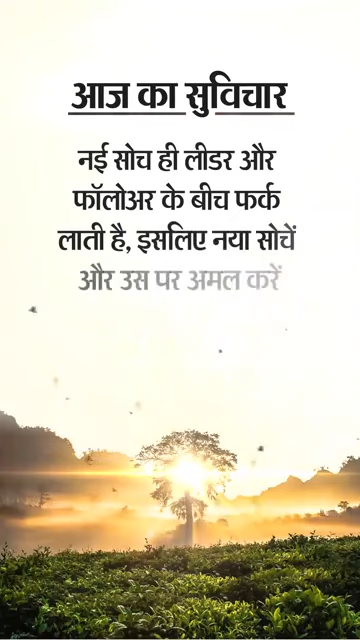 आज का सुविचार
नई सोच ही लीडर और
फॉलोअर के बीच फर्क
लाती है, इसलिए नया सोचें
और उस पर अमल करें